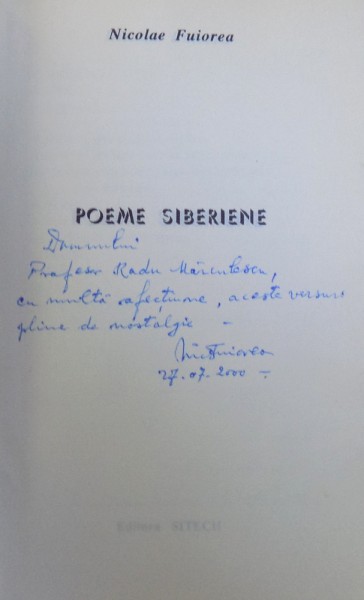 Nicolae Fuiorea
POEME SIBERIENE
Domnului
Profesor Radu Mărculescu,
cu multă afecțiune, aceste versuri
pline de nostalgie –
NicFuiorea
27.07.2000 –
Editura SITECH